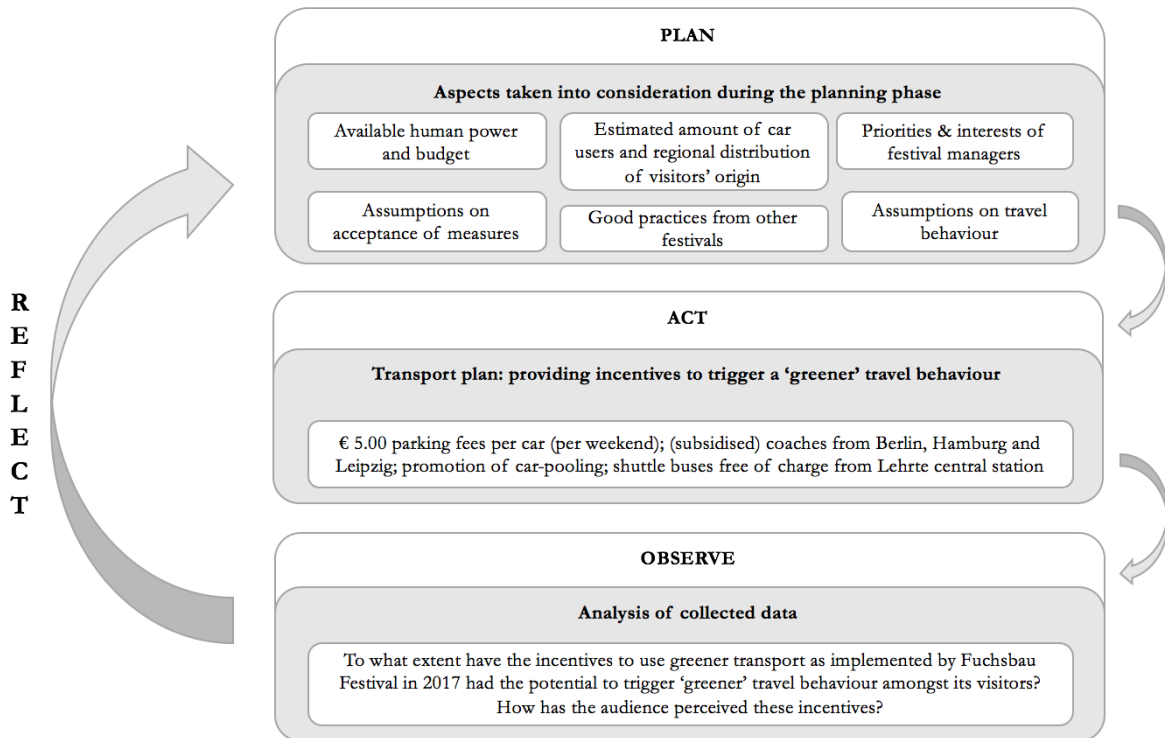 PLAN
Aspects taken into consideration during the planning phase
Available human power
and budget
Estimated amount of car
users and regional distribution
of visitors’ origin
Priorities & interests of
festival managers
Assumptions on
acceptance of measures
Good practices from other
festivals
Assumptions on travel
behaviour
REFLECT
ACT
Transport plan: providing incentives to trigger a ‘greener’ travel behaviour
€ 5.00 parking fees per car (per weekend); (subsidised) coaches from Berlin, Hamburg and
Leipzig; promotion of car-pooling; shuttle buses free of charge from Lehrte central station
OBSERVE
Analysis of collected data
To what extent have the incentives to use greener transport as implemented by Fuchsbau
Festival in 2017 had the potential to trigger ‘greener’ travel behaviour amongst its visitors?
How has the audience perceived these incentives?